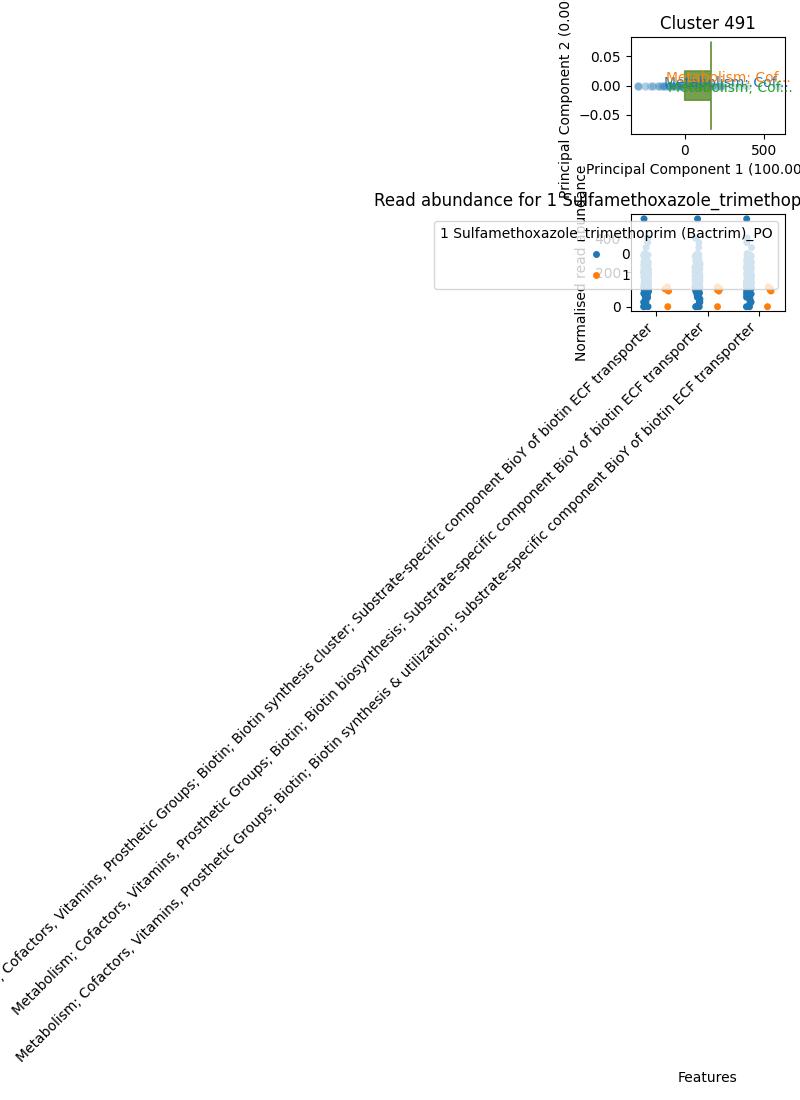 Cluster 491
Principal Component 2 (0.00
0.05
0.00
−0.05
Metabolism; Cof...
Metabolism; Cof...
Metabolism; Cof...
0
500
Principal Component 1 (100.00
Read abundance for 1 Sulfamethoxazole_trimethop
Normalised read abundance
400
200
0
1 Sulfamethoxazole_trimethoprim (Bactrim)_PO
0
1
, Cofactors, Vitamins, Prosthetic Groups; Biotin; Biotin synthesis cluster; Substrate-specific component BioY of biotin ECF transporter
Metabolism; Cofactors, Vitamins, Prosthetic Groups; Biotin; Biotin biosynthesis; Substrate-specific component BioY of biotin ECF transporter
Metabolism; Cofactors, Vitamins, Prosthetic Groups; Biotin; Biotin synthesis & utilization; Substrate-specific component BioY of biotin ECF transporter
Features